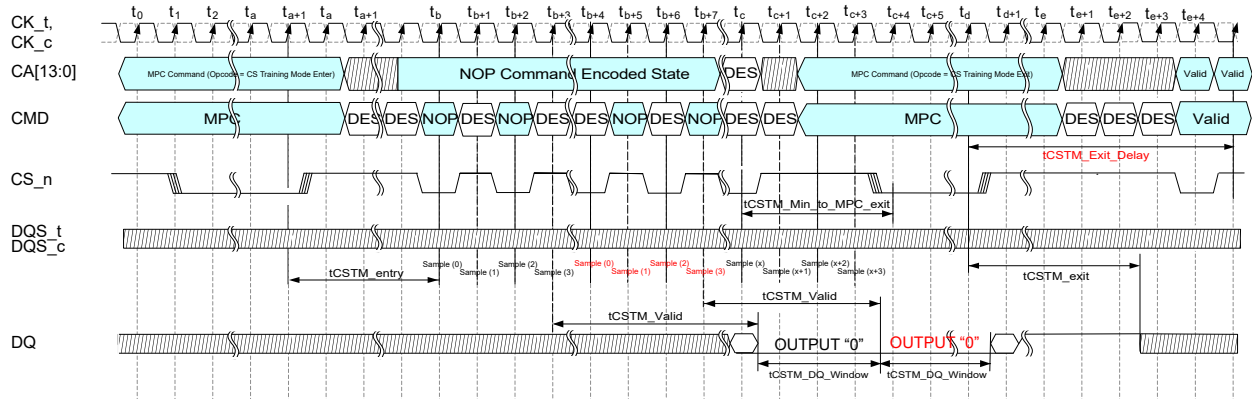 t0 t1 t2 ta ta+1 ta ta+1 tb tb+1 tb+2 tb+3 tb+4 tb+5 tb+6 tb+7 tc tc+1 tc+2 tc+3 tc+4 tc+5 td td+1 te te+1 te+2 te+3 te+4
CK_t,
CK_c
CA[13:0] MPC Command (Opcode = CS Training Mode Enter) NOP Command Encoded State DES MPC Command (Opcode = CS Training Mode Exit) Valid Valid
CMD MPC DES DES NOP DES NOP DES DES NOP DES NOP DES DES MPC DES DES DES Valid
tCSTM_Exit_Delay
CS_n
tCSTM_Min_to_MPC_exit
DQS_t
DQS_c
Sample (0) Sample (1) Sample (2) Sample (3) Sample (0) Sample (1) Sample (2) Sample (3) Sample (x) Sample (x+1) Sample (x+2) Sample (x+3)
tCSTM_entry tCSTM_exit
tCSTM_Valid
tCSTM_Valid
DQ OUTPUT “0” OUTPUT “0”
tCSTM_DQ_Window tCSTM_DQ_Window